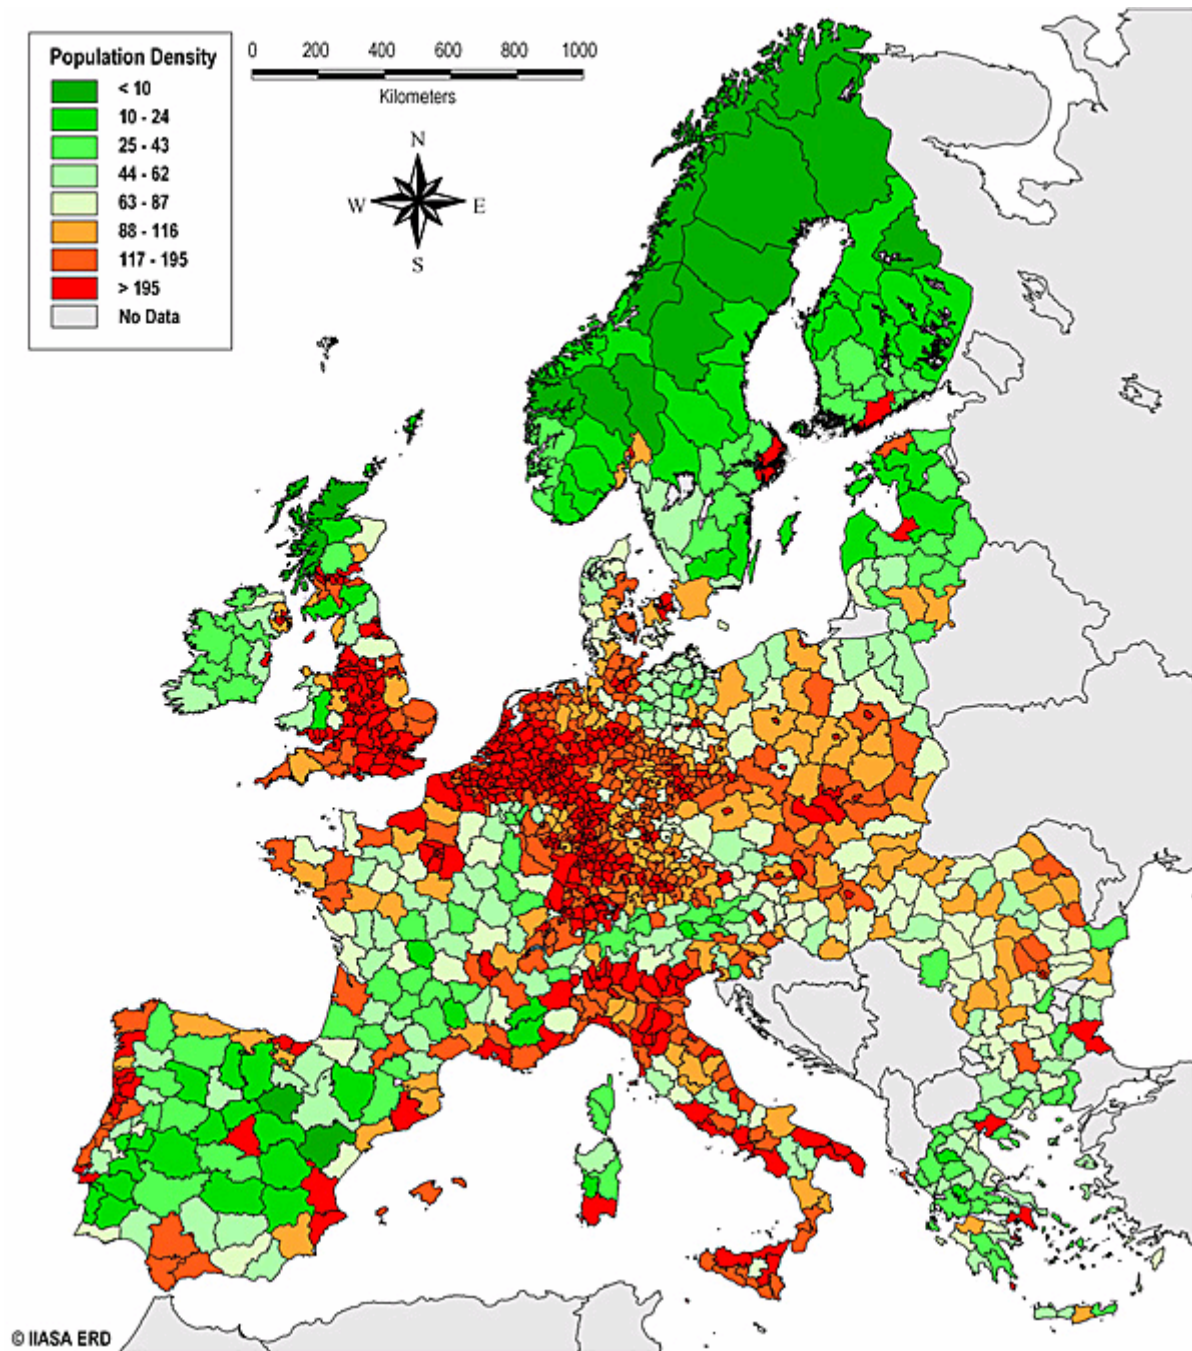 Population Density
< 10
10 - 24
25 - 43
44 - 62
63 - 87
88 - 116
117 - 195
> 195
No Data
0 200 400 600 800 1000
Kilometers
N
W E
S
© IIASA ERD